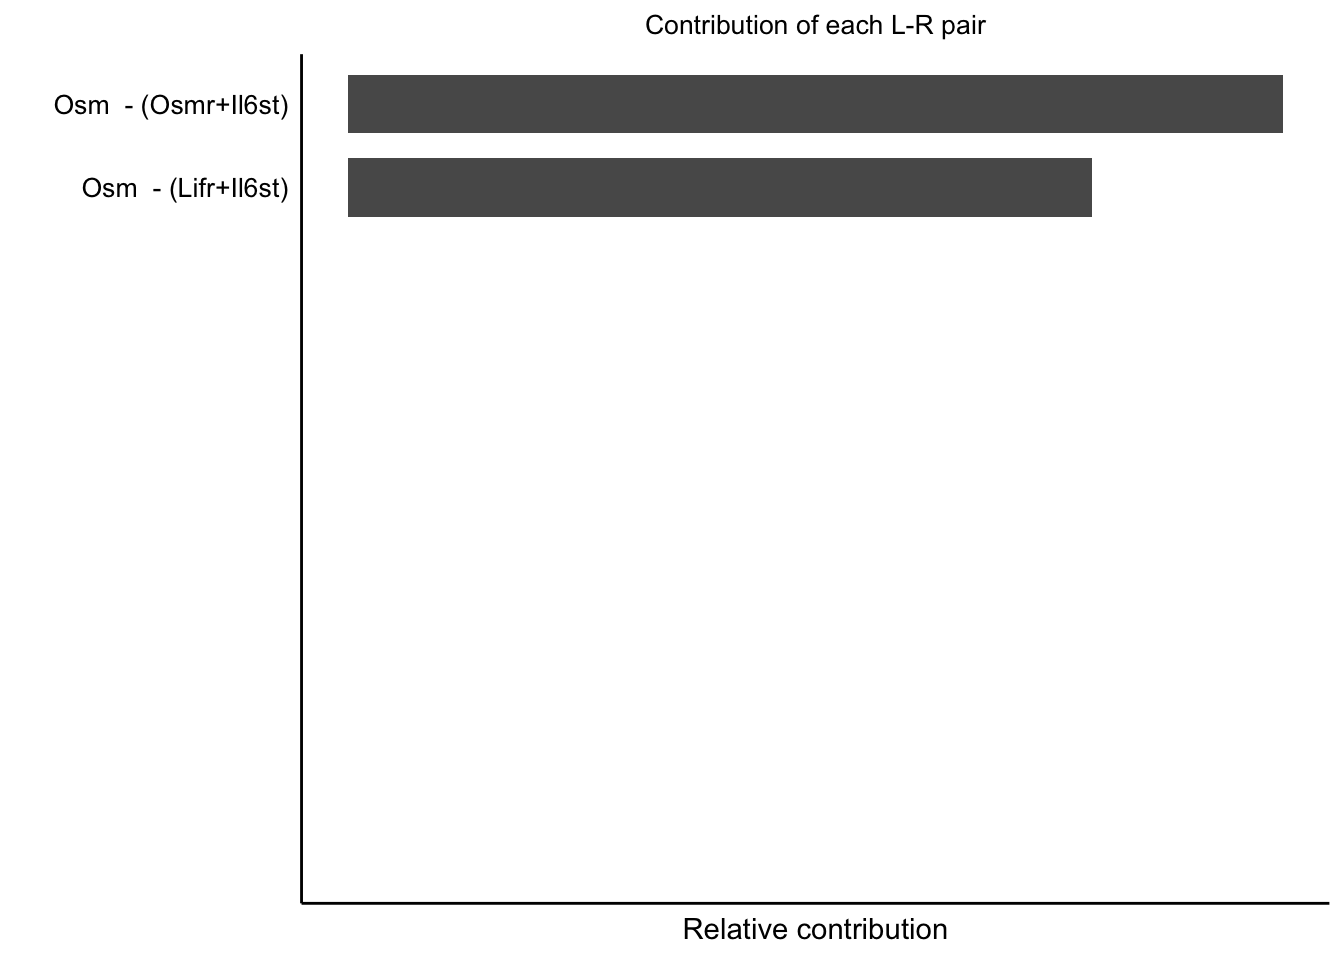 Contribution of each L-R pair
Osm  - (Osmr+Il6st)
Osm  - (Lifr+Il6st)
Relative contribution